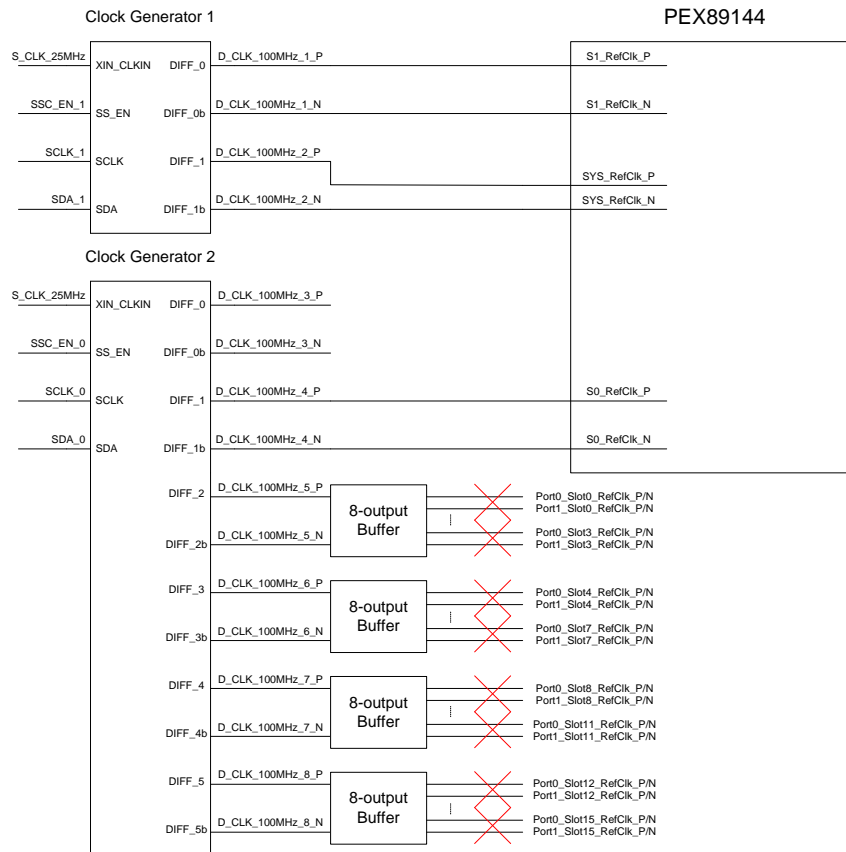 Clock Generator 1
PEX89144
S_CLK_25MHz
XIN_CLKIN
DIFF_0
D_CLK_100MHz_1_P
S1_RefClk_P
SSC_EN_1
SS_EN
DIFF_0b
D_CLK_100MHz_1_N
S1_RefClk_N
SCLK_1
SCLK
DIFF_1
D_CLK_100MHz_2_P
SYS_RefClk_P
SDA_1
SDA
DIFF_1b
D_CLK_100MHz_2_N
SYS_RefClk_N
Clock Generator 2
S_CLK_25MHz
XIN_CLKIN
DIFF_0
D_CLK_100MHz_3_P
SSC_EN_0
SS_EN
DIFF_0b
D_CLK_100MHz_3_N
SCLK_0
SCLK
DIFF_1
D_CLK_100MHz_4_P
S0_RefClk_P
SDA_0
SDA
DIFF_1b
D_CLK_100MHz_4_N
S0_RefClk_N
DIFF_2
D_CLK_100MHz_5_P
8-output
Buffer
Port0_Slot0_RefClk_P/N
Port1_Slot0_RefClk_P/N
DIFF_2b
D_CLK_100MHz_5_N
Port0_Slot3_RefClk_P/N
Port1_Slot3_RefClk_P/N
DIFF_3
D_CLK_100MHz_6_P
8-output
Buffer
Port0_Slot4_RefClk_P/N
Port1_Slot4_RefClk_P/N
DIFF_3b
D_CLK_100MHz_6_N
Port0_Slot7_RefClk_P/N
Port1_Slot7_RefClk_P/N
DIFF_4
D_CLK_100MHz_7_P
8-output
Buffer
Port0_Slot8_RefClk_P/N
Port1_Slot8_RefClk_P/N
DIFF_4b
D_CLK_100MHz_7_N
Port0_Slot11_RefClk_P/N
Port1_Slot11_RefClk_P/N
DIFF_5
D_CLK_100MHz_8_P
8-output
Buffer
Port0_Slot12_RefClk_P/N
Port1_Slot12_RefClk_P/N
DIFF_5b
D_CLK_100MHz_8_N
Port0_Slot15_RefClk_P/N
Port1_Slot15_RefClk_P/N